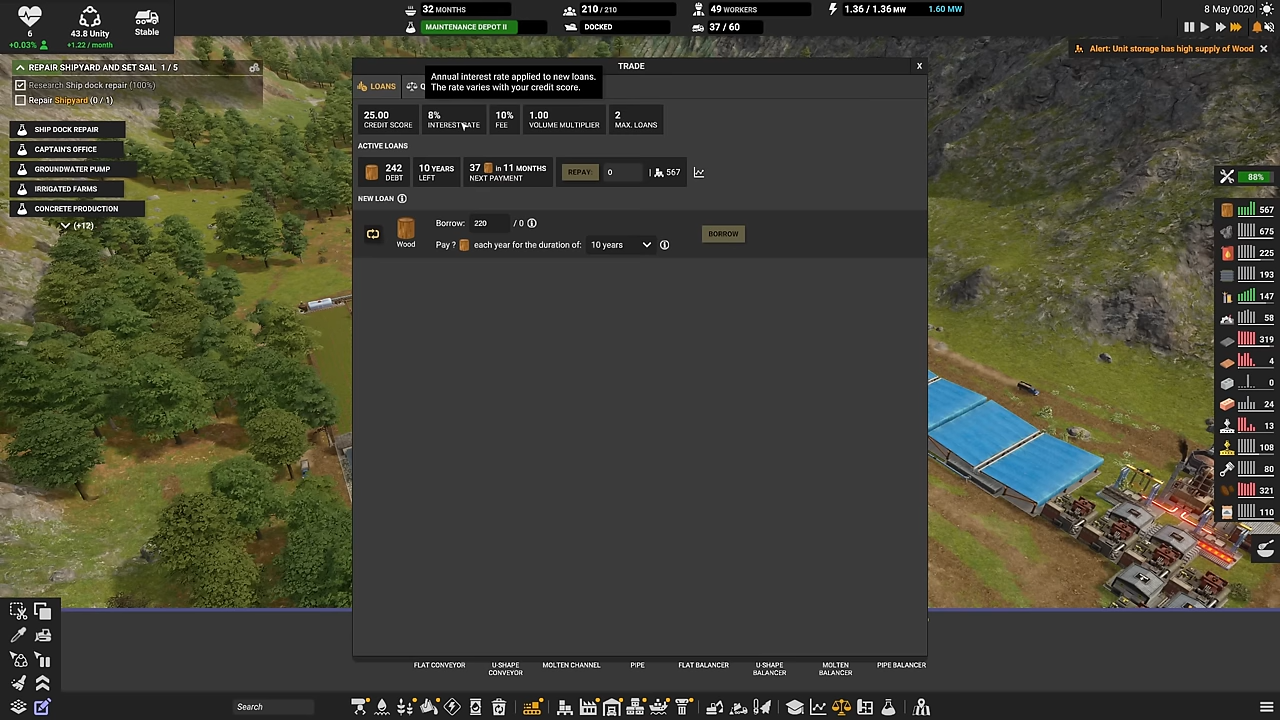 6
+0.03%
43.8 Unity
+1.22 / month
Stable
32 MONTHS
MAINTENANCE DEPOT II
210 / 210
DOCKED
49 WORKERS
37 / 60
1.36 / 1.36 MW
1.60 MW
8 May 0020
Alert: Unit storage has high supply of Wood
REPAIR SHIPYARD AND SET SAIL 1 / 5
Research Ship dock repair (100%)
Repair Shipyard (0 / 1)
SHIP DOCK REPAIR
CAPTAIN'S OFFICE
GROUNDWATER PUMP
IRRIGATED FARMS
CONCRETE PRODUCTION
(+12)
TRADE
X
LOANS
Annual interest rate applied to new loans.
The rate varies with your credit score.
25.00
CREDIT SCORE
8%
INTEREST RATE
10%
FEE
1.00
VOLUME MULTIPLIER
2
MAX. LOANS
ACTIVE LOANS
242
DEBT
10 YEARS
LEFT
37 in 11 MONTHS
NEXT PAYMENT
REPAY:
0
567
NEW LOAN
Wood
Borrow: 220 / 0
Pay ? each year for the duration of: 10 years
BORROW
88%
567
675
225
193
147
58
319
4
0
24
13
108
80
321
110
FLAT CONVEYOR
U-SHAPE CONVEYOR
MOLTEN CHANNEL
PIPE
FLAT BALANCER
U-SHAPE BALANCER
MOLTEN BALANCER
PIPE BALANCER
Search